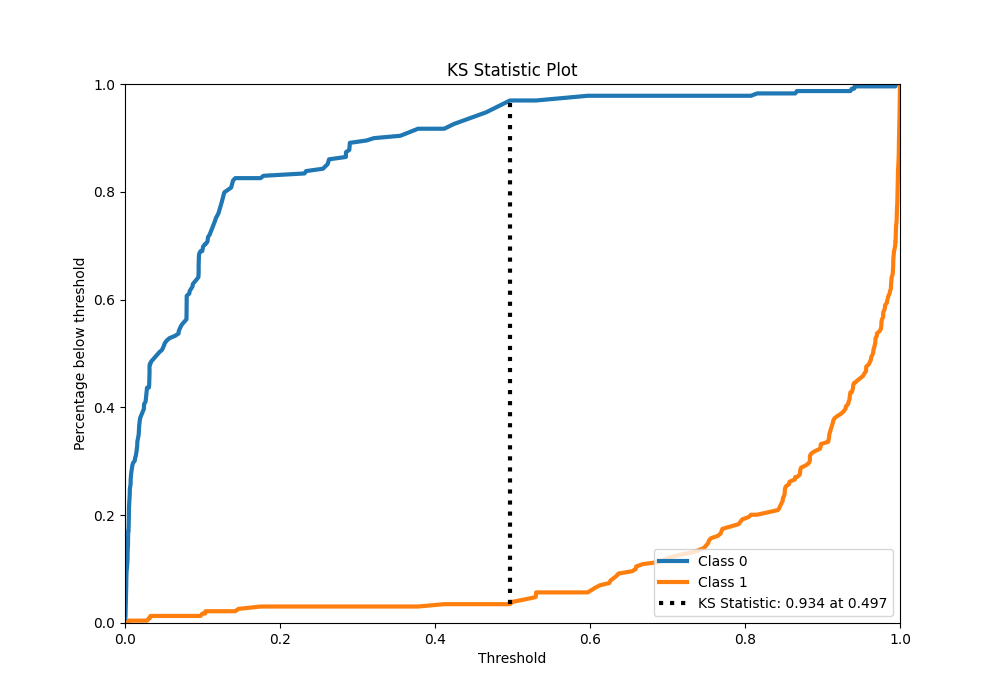 KS Statistic Plot
Percentage below threshold
1.0
0.8
0.6
0.4
0.2
0.0
0.0 0.2 0.4 0.6 0.8 1.0
Threshold
Class 0
Class 1
KS Statistic: 0.934 at 0.497